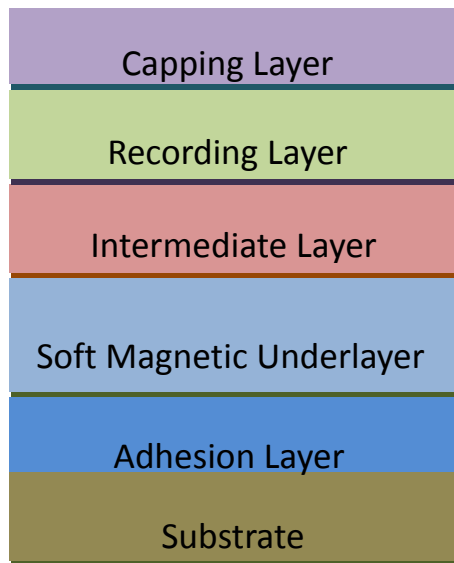 Capping Layer
Recording Layer
Intermediate Layer
Soft Magnetic Underlayer
Adhesion Layer
Substrate